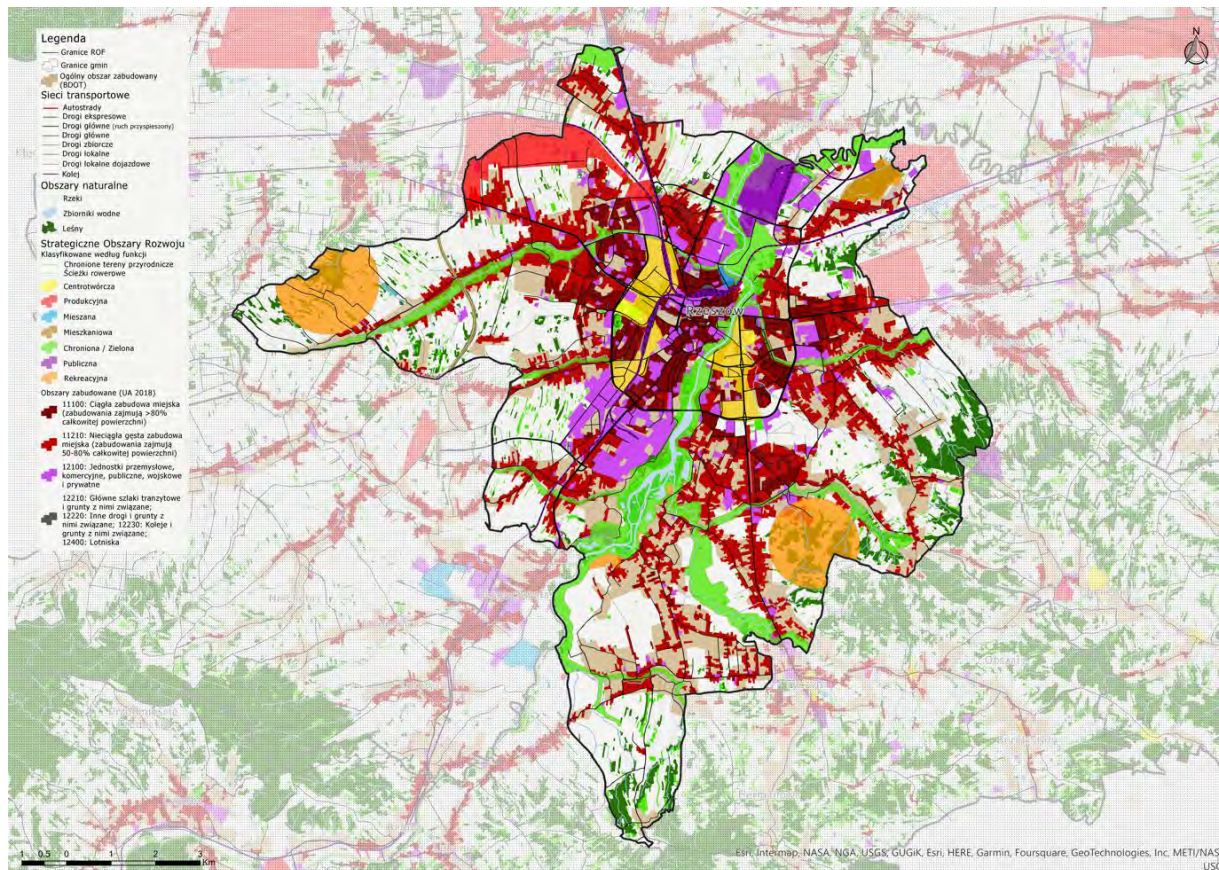 Legenda
Granice ROF
Granice gmin
Ogólny obszar zabudowany
(BDOT)
Sieci transportowe
Autostrady
Drogi ekspresowe
Drogi główne (ruch przyspieszony)
Drogi główne
Drogi zbiorcze
Drogi lokalne
Drogi lokalne dojazdowe
Kolej
Obszary naturalne
Rzeki
Zbiorniki wodne
Leśny
Strategiczne Obszary Rozwoju
Klasyfikowane według funkcji
Chronione tereny przyrodnicze
Ścieżki rowerowe
Centrotwórcza
Produkcyjna
Mieszana
Mieszkaniowa
Chroniona / Zielona
Publiczna
Rekreacyjna
Obszary zabudowane (UA 2018)
11100: Ciągła zabudowa miejska
(zabudowania zajmują >80%
całkowitej powierzchni)
11210: Nieciągła gęsta zabudowa
miejska (zabudowania zajmują
50-80% całkowitej powierzchni)
12100: Jednostki przemysłowe,
komercyjne, publiczne, wojskowe
i prywatne
12210: Główne szlaki tranzytowe
i grunty z nimi związane;
12220: Inne drogi i grunty z
nimi związane; 12230: Koleje i
grunty z nimi związane;
12400: Lotniska
N
Rzeszów
1 0.5 0 1 2 3
Km
Esri, Intermap, NASA, NGA, USGS, GUGiK, Esri, HERE, Garmin, Foursquare, GeoTechnologies, Inc, METI/NAS
USG